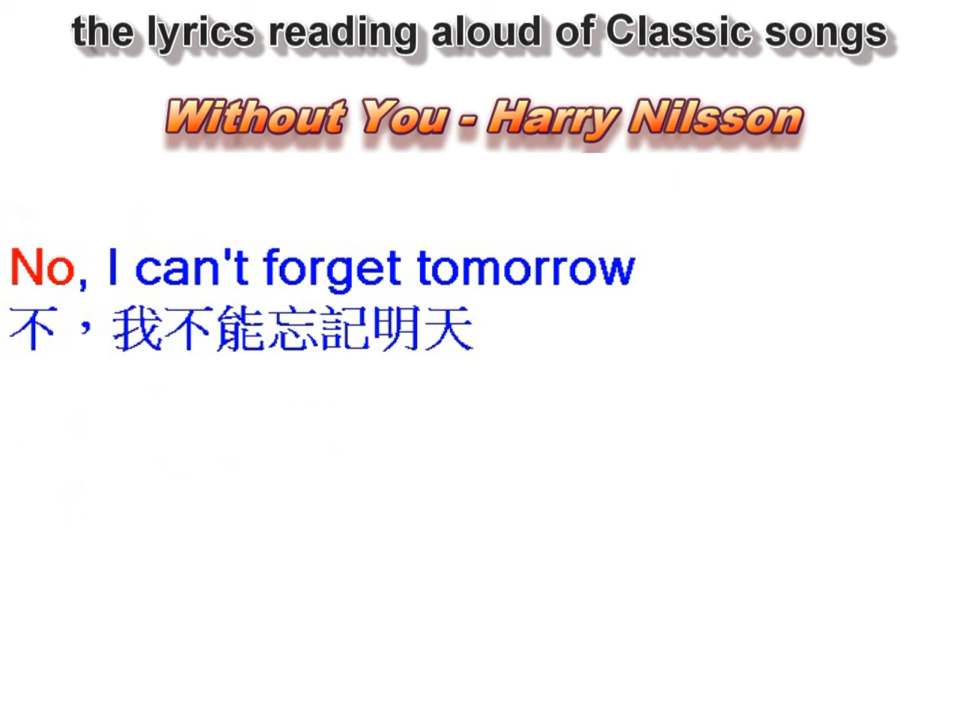 the lyrics reading aloud of Classic songs
Without You - Harry Nilsson
No, I can't forget tomorrow
不，我不能忘記明天